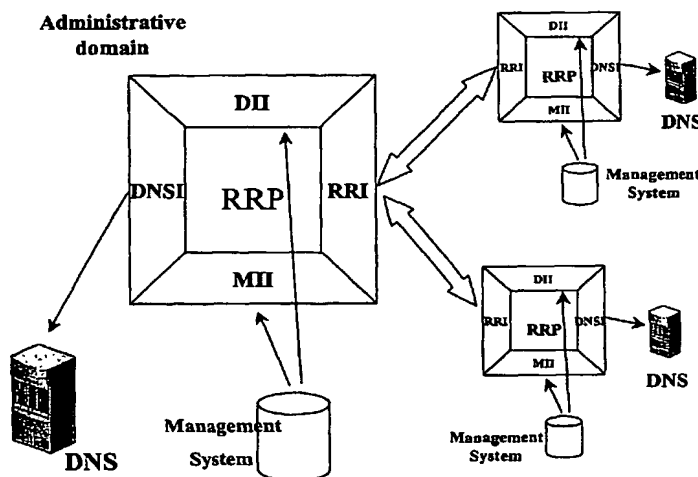 Administrative
domain
DII
DNSI
RRP
RRI
MII
DNS
Management
System
DII
RRI
RRP
DNSI
MII
DNS
Management
System
DII
RRI
RRP
DNSI
MII
DNS
Management
System